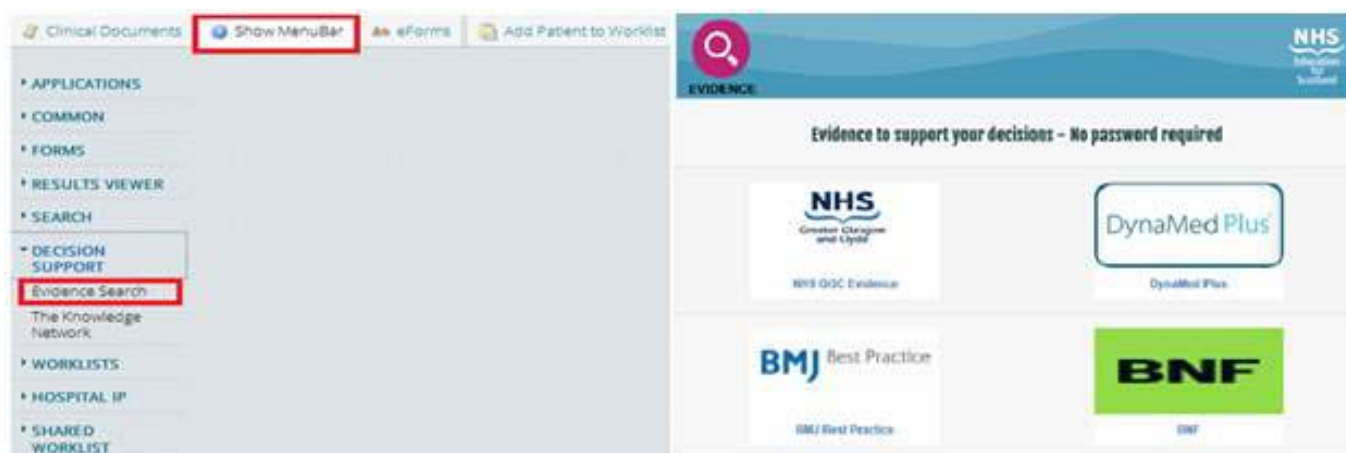 Clinical Documents
Show MenuBar
eForms
Add Patient to Worklist
APPLICATIONS
COMMON
FORMS
RESULTS VIEWER
SEARCH
DECISION
SUPPORT
Evidence Search
The Knowledge
Network
WORKLISTS
HOSPITAL IP
SHARED
WORKLIST
EVIDENCE
NHS
Education
for
Scotland
Evidence to support your decisions – No password required
NHS
Greater Glasgow
and Clyde
NHS GGC Evidence
DynaMed Plus
DynaMed Plus
BMJ Best Practice
BMJ Best Practice
BNF
BNF